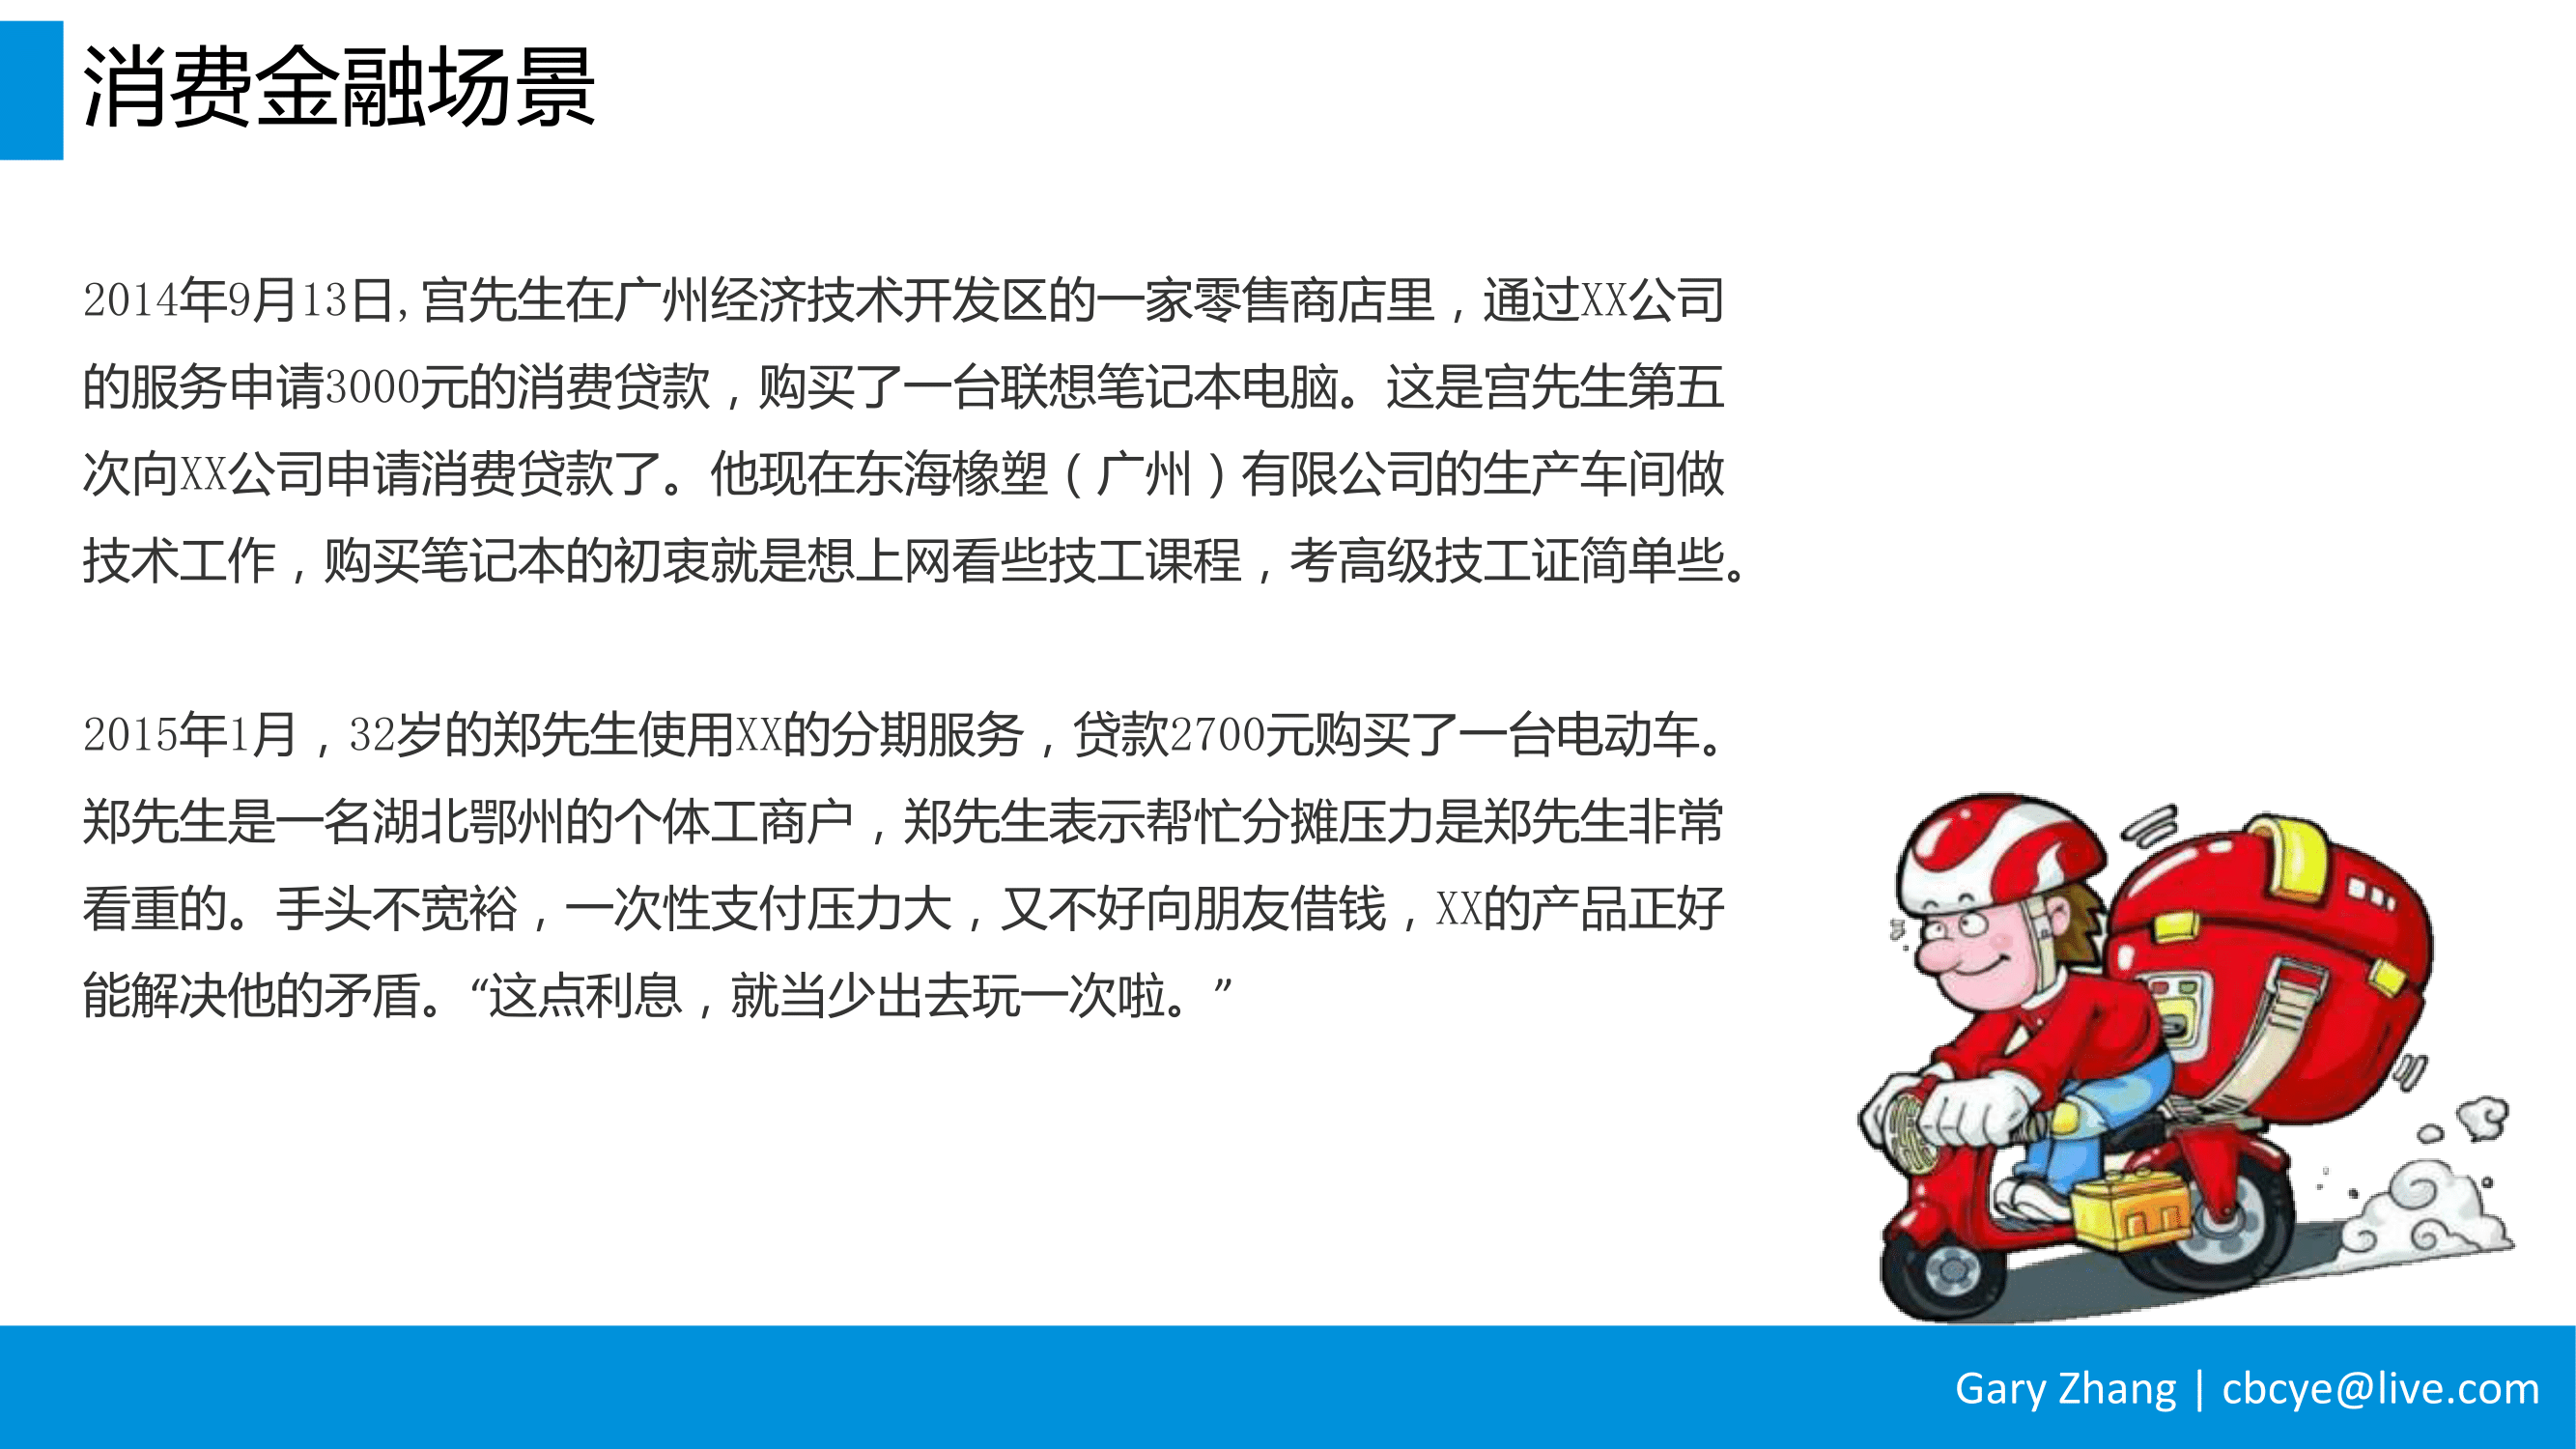 消费金融场景
2014年9月13日,宫先生在广州经济技术开发区的一家零售商店里，通过XX公司
的服务申请3000元的消费贷款，购买了一台联想笔记本电脑。这是宫先生第五
次向XX公司申请消费贷款了。他现在东海橡塑（广州）有限公司的生产车间做
技术工作，购买笔记本的初衷就是想上网看些技工课程，考高级技工证简单些。
2015年1月，32岁的郑先生使用XX的分期服务，贷款2700元购买了一台电动车。
郑先生是一名湖北鄂州的个体工商户，郑先生表示帮忙分摊压力是郑先生非常
看重的。手头不宽裕，一次性支付压力大，又不好向朋友借钱，XX的产品正好
能解决他的矛盾。“这点利息，就当少出去玩一次啦。”
Gary Zhang | cbcye@live.com